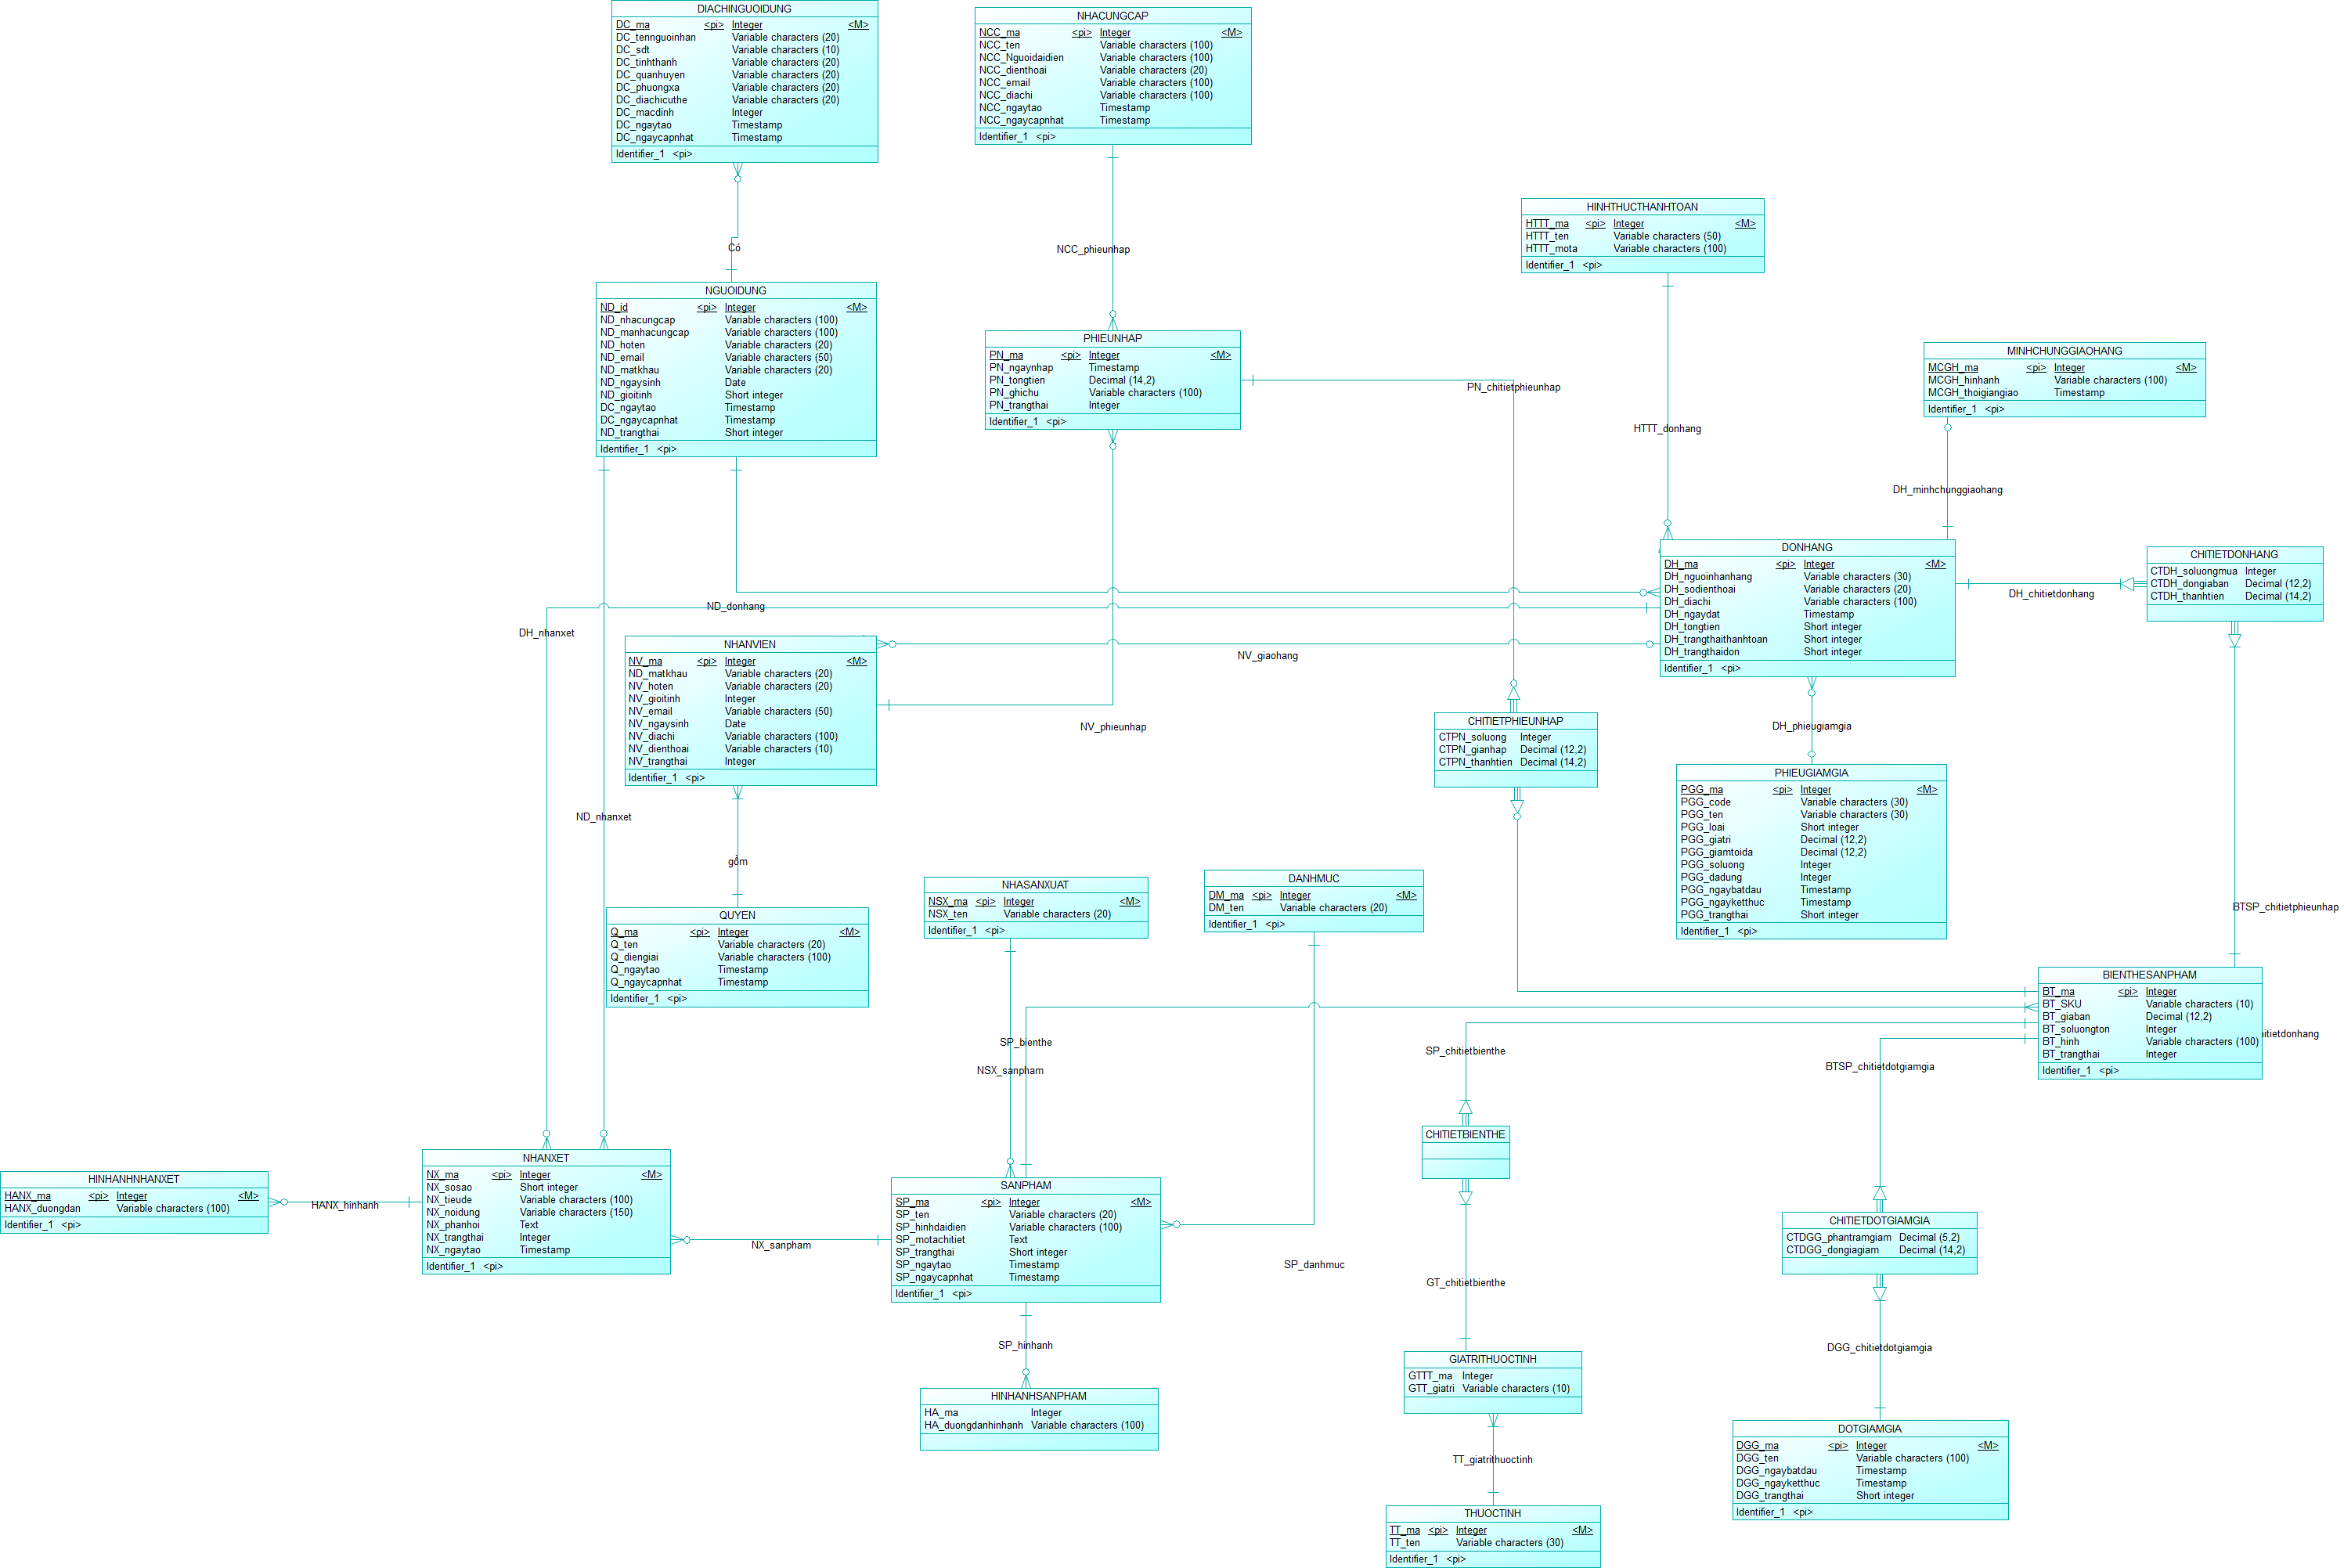 DIACHINGUOIDUNG
DC_ma <pi> Integer <M>
DC_tennguoinhan Variable characters (20)
DC_sdt Variable characters (10)
DC_tinhthanh Variable characters (20)
DC_quanhuyen Variable characters (20)
DC_phuongxa Variable characters (20)
DC_diachicuthe Variable characters (20)
DC_macdinh Integer
DC_ngaytao Timestamp
DC_ngaycapnhat Timestamp
Identifier_1 <pi>
NHACUNGCAP
NCC_ma <pi> Integer <M>
NCC_ten Variable characters (100)
NCC_Nguoidaidien Variable characters (100)
NCC_dienthoai Variable characters (20)
NCC_email Variable characters (100)
NCC_diachi Variable characters (100)
NCC_ngaytao Timestamp
NCC_ngaycapnhat Timestamp
Identifier_1 <pi>
HINHTHUCTHANHTOAN
HTTT_ma <pi> Integer <M>
HTTT_ten Variable characters (50)
HTTT_mota Variable characters (100)
Identifier_1 <pi>
Có
NCC_phieunhap
NGUOIDUNG
ND_id <pi> Integer <M>
ND_nhacungcap Variable characters (100)
ND_manhacungcap Variable characters (100)
ND_hoten Variable characters (20)
ND_email Variable characters (50)
ND_matkhau Variable characters (20)
ND_ngaysinh Date
ND_gioitinh Short integer
DC_ngaytao Timestamp
DC_ngaycapnhat Timestamp
ND_trangthai Short integer
Identifier_1 <pi>
PHIEUNHAP
PN_ma <pi> Integer <M>
PN_ngaynhap Timestamp
PN_tongtien Decimal (14,2)
PN_ghichu Variable characters (100)
PN_trangthai Integer
Identifier_1 <pi>
PN_chitietphieunhap
HTTT_donhang
MINHCHUNGGIAOHANG
MCGH_ma <pi> Integer <M>
MCGH_hinhanh Variable characters (100)
MCGH_thoigiangiao Timestamp
Identifier_1 <pi>
DH_minhchunggiaohang
DONHANG
DH_ma <pi> Integer <M>
DH_nguoinhanhang Variable characters (30)
DH_sodienthoai Variable characters (20)
DH_diachi Variable characters (100)
DH_ngaydat Timestamp
DH_tongtien Short integer
DH_trangthaithanhtoan Short integer
DH_trangthaidon Short integer
Identifier_1 <pi>
DH_chitietdonhang
CHITIETDONHANG
CTDH_soluongmua Integer
CTDH_dongiaban Decimal (12,2)
CTDH_thanhtien Decimal (14,2)
ND_donhang
DH_nhanxet
NV_giaohang
NHANVIEN
NV_ma <pi> Integer <M>
ND_matkhau Variable characters (20)
NV_hoten Variable characters (20)
NV_gioitinh Integer
NV_email Variable characters (50)
NV_ngaysinh Date
NV_diachi Variable characters (100)
NV_dienthoai Variable characters (10)
NV_trangthai Integer
Identifier_1 <pi>
NV_phieunhap
CHITIETPHIEUNHAP
CTPN_soluong Integer
CTPN_gianhap Decimal (12,2)
CTPN_thanhtien Decimal (14,2)
DH_phieugiamgia
PHIEUGIAMGIA
PGG_ma <pi> Integer <M>
PGG_code Variable characters (30)
PGG_ten Variable characters (30)
PGG_loai Short integer
PGG_giatri Decimal (12,2)
PGG_giamtoida Decimal (12,2)
PGG_soluong Integer
PGG_dadung Integer
PGG_ngaybatdau Timestamp
PGG_ngayketthuc Timestamp
PGG_trangthai Short integer
Identifier_1 <pi>
ND_nhanxet
gồm
QUYEN
Q_ma <pi> Integer <M>
Q_ten Variable characters (20)
Q_diengiai Variable characters (100)
Q_ngaytao Timestamp
Q_ngaycapnhat Timestamp
Identifier_1 <pi>
NHASANXUAT
NSX_ma <pi> Integer <M>
NSX_ten Variable characters (20)
Identifier_1 <pi>
DANHMUC
DM_ma <pi> Integer <M>
DM_ten Variable characters (20)
Identifier_1 <pi>
BTSP_chitietphieunhap
BIENTHESANPHAM
BT_ma <pi> Integer
BT_SKU Variable characters (10)
BT_giaban Decimal (12,2)
BT_soluongton Integer
BT_hinh Variable characters (100)
BT_trangthai Integer
Identifier_1 <pi>
hitietdonhang
SP_bienthe
NSX_sanpham
SP_chitietbienthe
BTSP_chitietdotgiamgia
CHITIETBIENTHE
HINHANHNHANXET
HANX_ma <pi> Integer <M>
HANX_duongdan Variable characters (100)
Identifier_1 <pi>
HANX_hinhanh
NHANXET
NX_ma <pi> Integer <M>
NX_sosao Short integer
NX_tieude Variable characters (100)
NX_noidung Variable characters (150)
NX_phanhoi Text
NX_trangthai Integer
NX_ngaytao Timestamp
Identifier_1 <pi>
NX_sanpham
SANPHAM
SP_ma <pi> Integer <M>
SP_ten Variable characters (20)
SP_hinhdaidien Variable characters (100)
SP_motachitiet Text
SP_trangthai Short integer
SP_ngaytao Timestamp
SP_ngaycapnhat Timestamp
Identifier_1 <pi>
SP_danhmuc
GT_chitietbienthe
CHITIETDOTGIAMGIA
CTDGG_phantramgiam Decimal (5,2)
CTDGG_dongiagiam Decimal (14,2)
SP_hinhanh
DGG_chitietdotgiamgia
HINHANHSANPHAM
HA_ma Integer
HA_duongdanhinhanh Variable characters (100)
GIATRITHUOCTINH
GTTT_ma Integer
GTT_giatri Variable characters (10)
TT_giatrithuoctinh
DOTGIAMGIA
DGG_ma <pi> Integer <M>
DGG_ten Variable characters (100)
DGG_ngaybatdau Timestamp
DGG_ngayketthuc Timestamp
DGG_trangthai Short integer
Identifier_1 <pi>
THUOCTINH
TT_ma <pi> Integer <M>
TT_ten Variable characters (30)
Identifier_1 <pi>